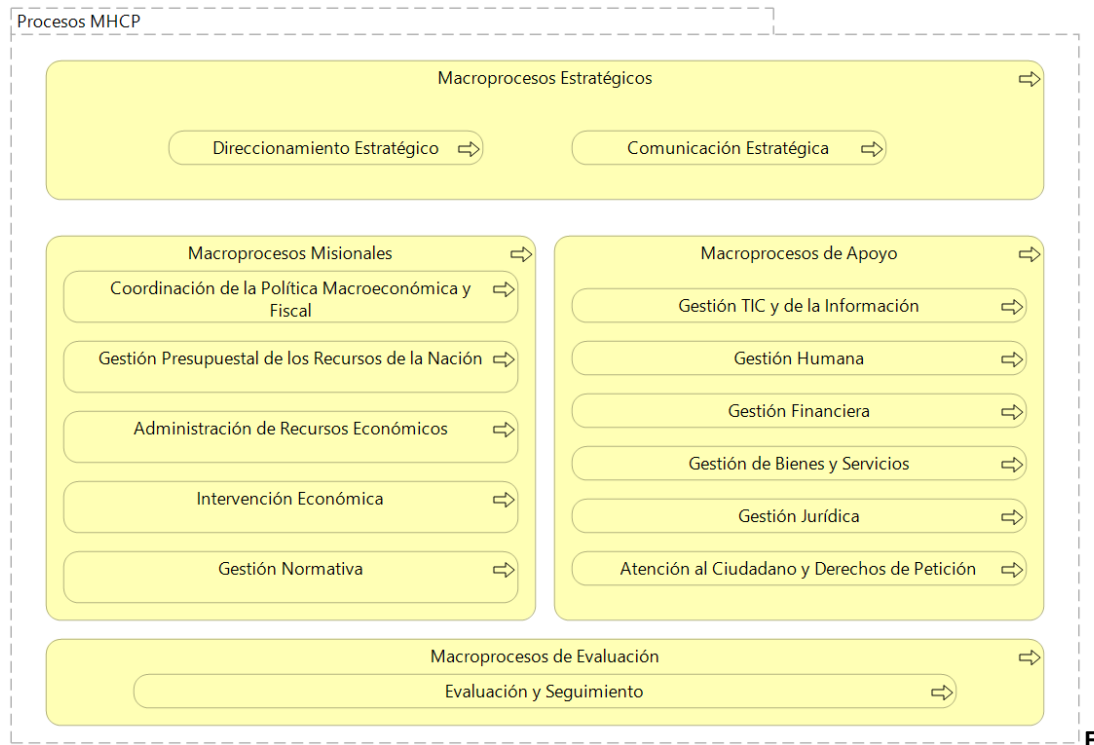 Procesos MHCP
Macroprocesos Estratégicos
Direccionamiento Estratégico
Comunicación Estratégica
Macroprocesos Misionales
Coordinación de la Política Macroeconómica y
Fiscal
Gestión Presupuestal de los Recursos de la Nación
Administración de Recursos Económicos
Intervención Económica
Gestión Normativa
Macroprocesos de Apoyo
Gestión TIC y de la Información
Gestión Humana
Gestión Financiera
Gestión de Bienes y Servicios
Gestión Jurídica
Atención al Ciudadano y Derechos de Petición
Macroprocesos de Evaluación
Evaluación y Seguimiento